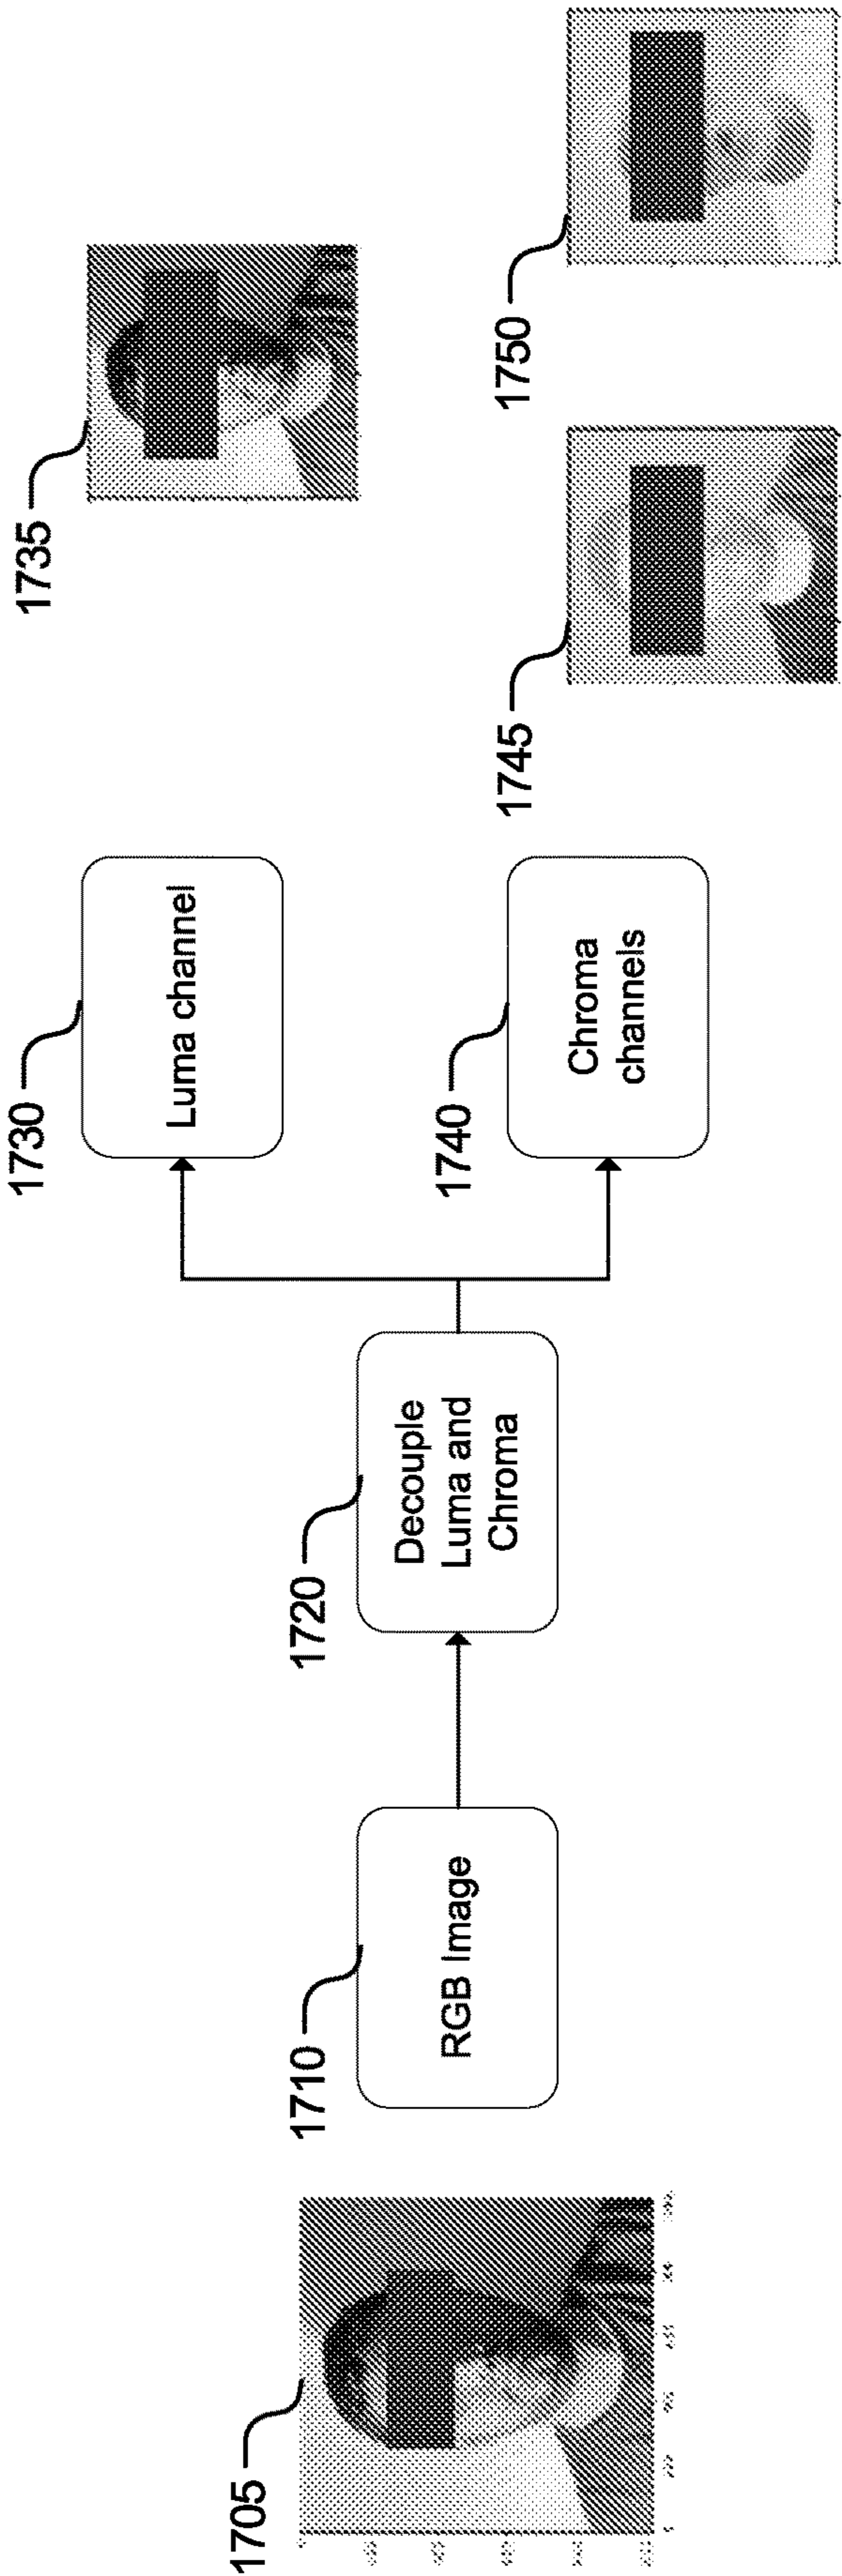 1705
1710
RGB Image
1720
Decouple
Luma and
Chroma
1730
Luma channel
1735
1740
Chroma
channels
1745
1750